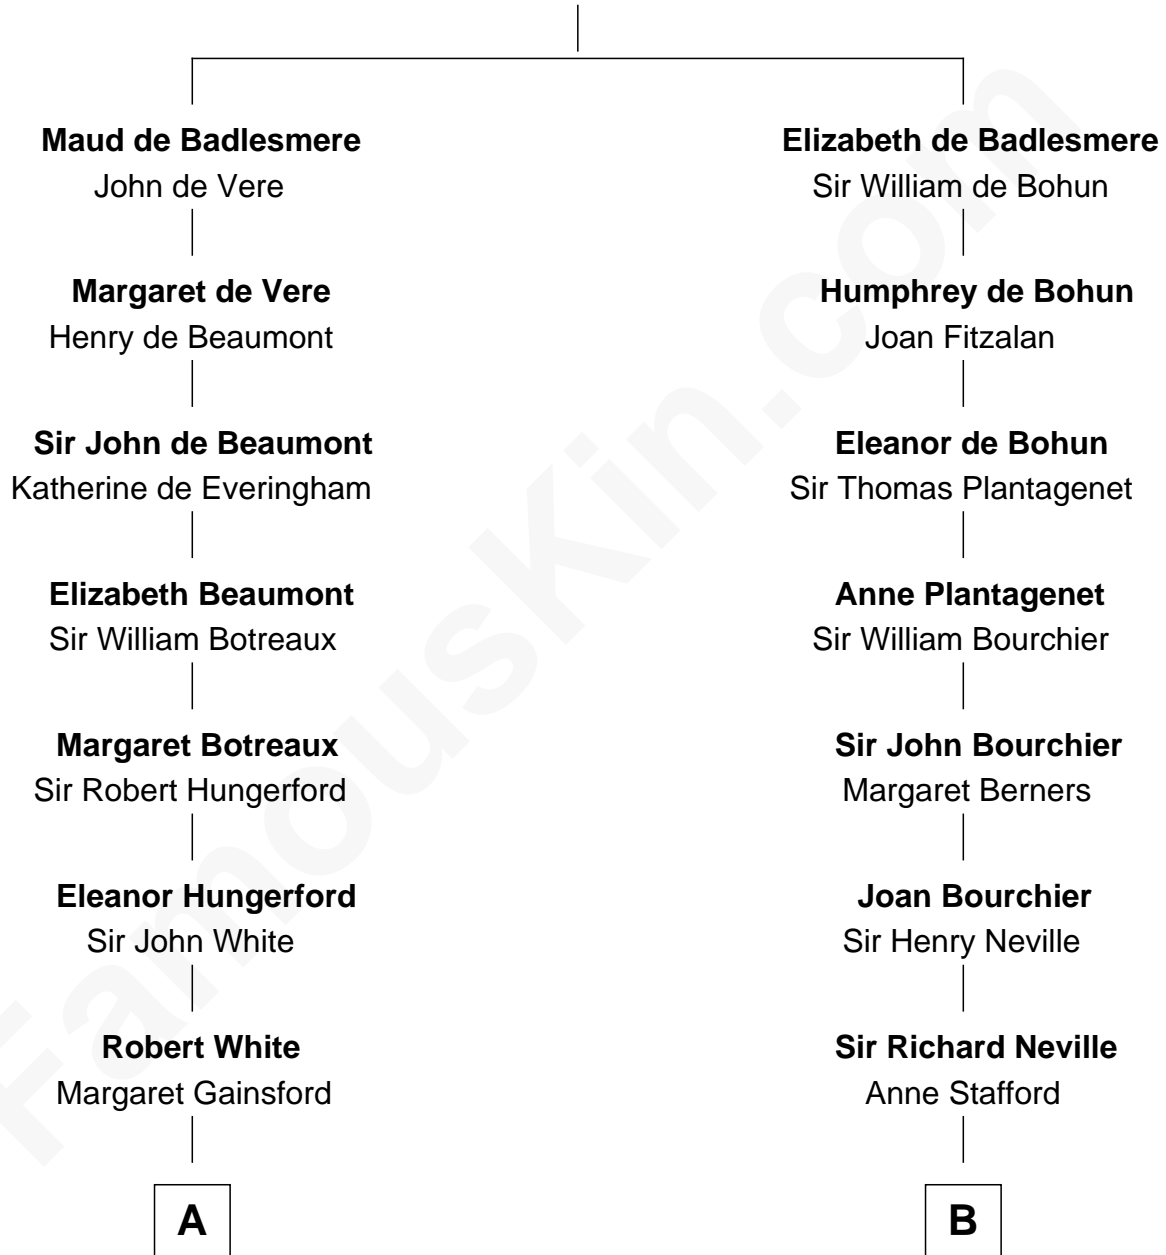 Maud de Badlesmere
John de Vere
Margaret de Vere
Henry de Beaumont
Sir John de Beaumont
Katherine de Everingham
Elizabeth Beaumont
Sir William Botreaux
Margaret Botreaux
Sir Robert Hungerford
Eleanor Hungerford
Sir John White
Robert White
Margaret Gainsford
A
Elizabeth de Badlesmere
Sir William de Bohun
Humphrey de Bohun
Joan Fitzalan
Eleanor de Bohun
Sir Thomas Plantagenet
Anne Plantagenet
Sir William Bourchier
Sir John Bourchier
Margaret Berners
Joan Bourchier
Sir Henry Neville
Sir Richard Neville
Anne Stafford
B
FamousKin.com